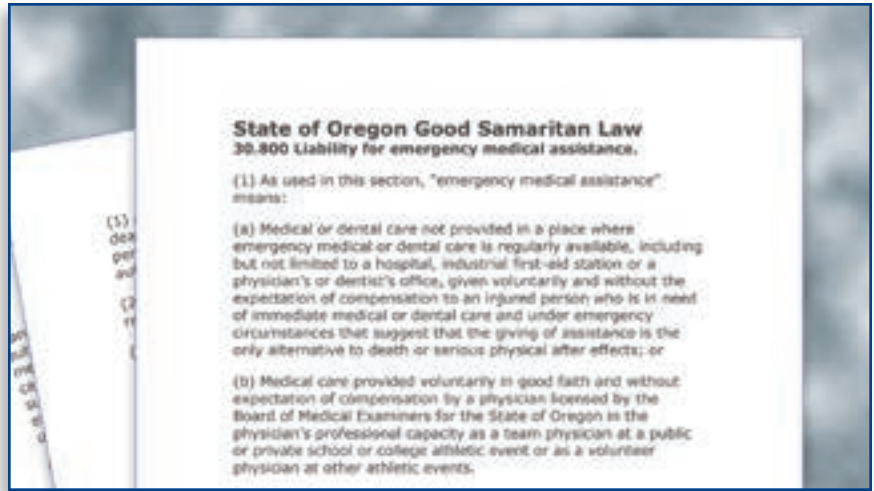 State of Oregon Good Samaritan Law
30.800 Liability for emergency medical assistance.
(1) As used in this section, "emergency medical assistance"
means:
(a) Medical or dental care not provided in a place where
emergency medical or dental care is regularly available, including
but not limited to a hospital, industrial first-aid station or a
physician's or dentist's office, given voluntarily and without the
expectation of compensation to an injured person who is in need
of immediate medical or dental care and under emergency
circumstances that suggest that the giving of assistance is the
only alternative to death or serious physical after effects; or
(b) Medical care provided voluntarily in good faith and without
expectation of compensation by a physician licensed by the
Board of Medical Examiners for the State of Oregon in the
physician's professional capacity as a team physician at a public
or private school or college athletic event or as a volunteer
physician at other athletic events.
(1)